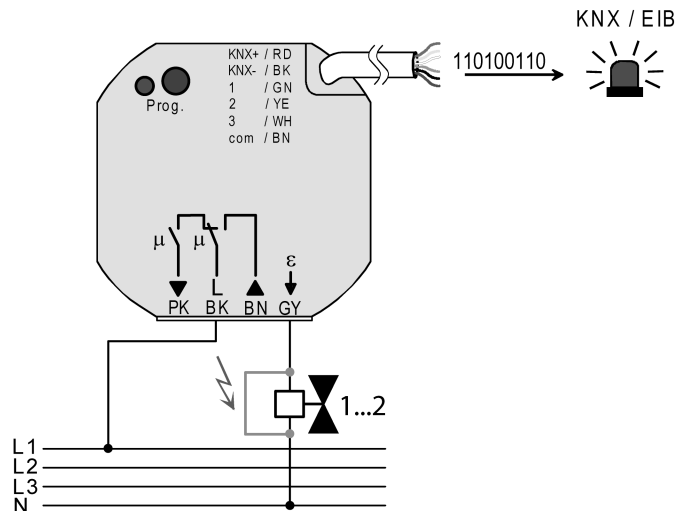 KNX / EIB
KNX+ / RD
KNX- / BK
1 / GN
2 / YE
3 / WH
com / BN
110100110
Prog.
μ μ
ε
L
PK BK BN GY
1...2
L1
L2
L3
N